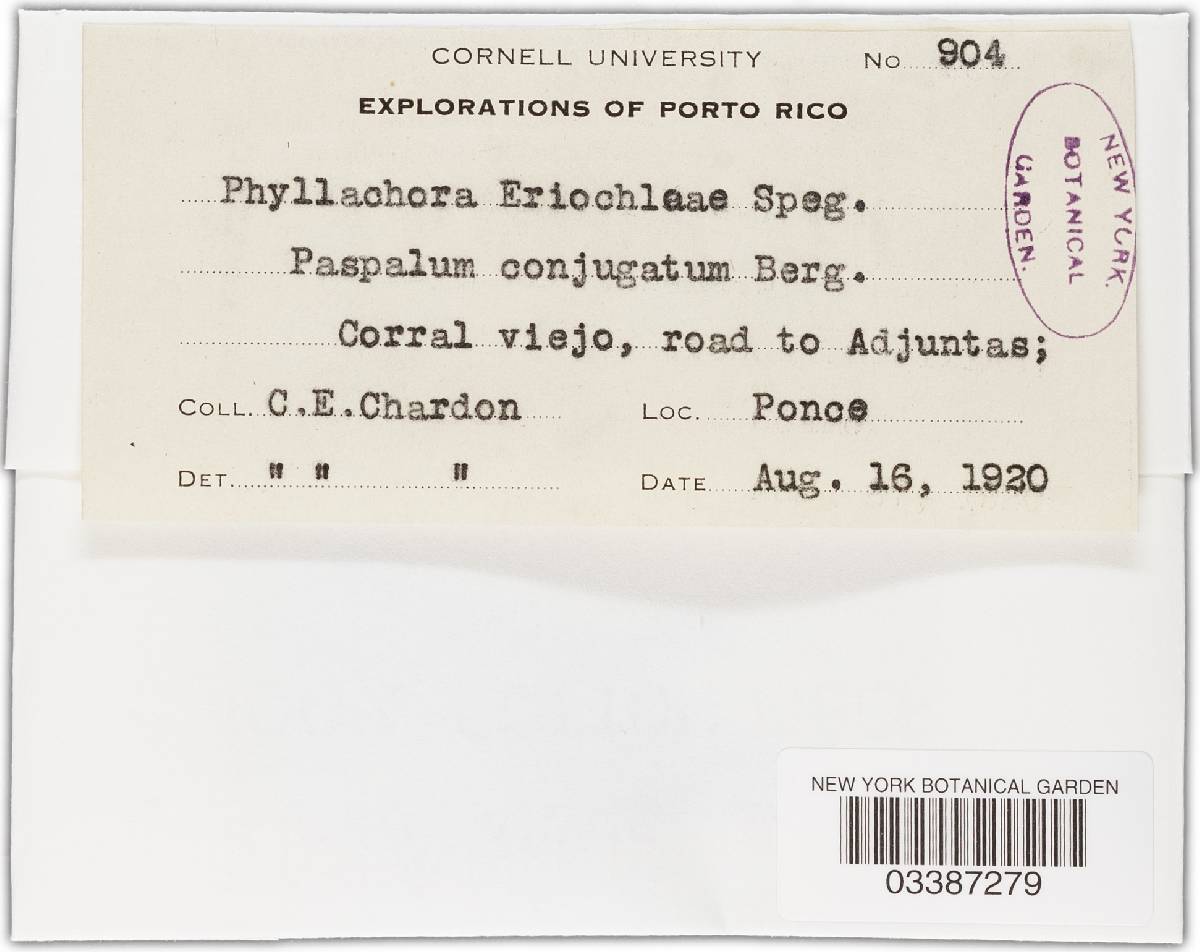 CORNELL UNIVERSITY No 904
EXPLORATIONS OF PORTO RICO
Phyllachora Eriochlaae Speg.
Paspalum conjugatum Berg.
Corral viejo, road to Adjuntas;
COLL. C.E.Chardon LOC. Ponce
DET. " " " DATE Aug. 16, 1920
NEW YORK.
BOTANICAL
GARDEN.
NEW YORK BOTANICAL GARDEN
03387279